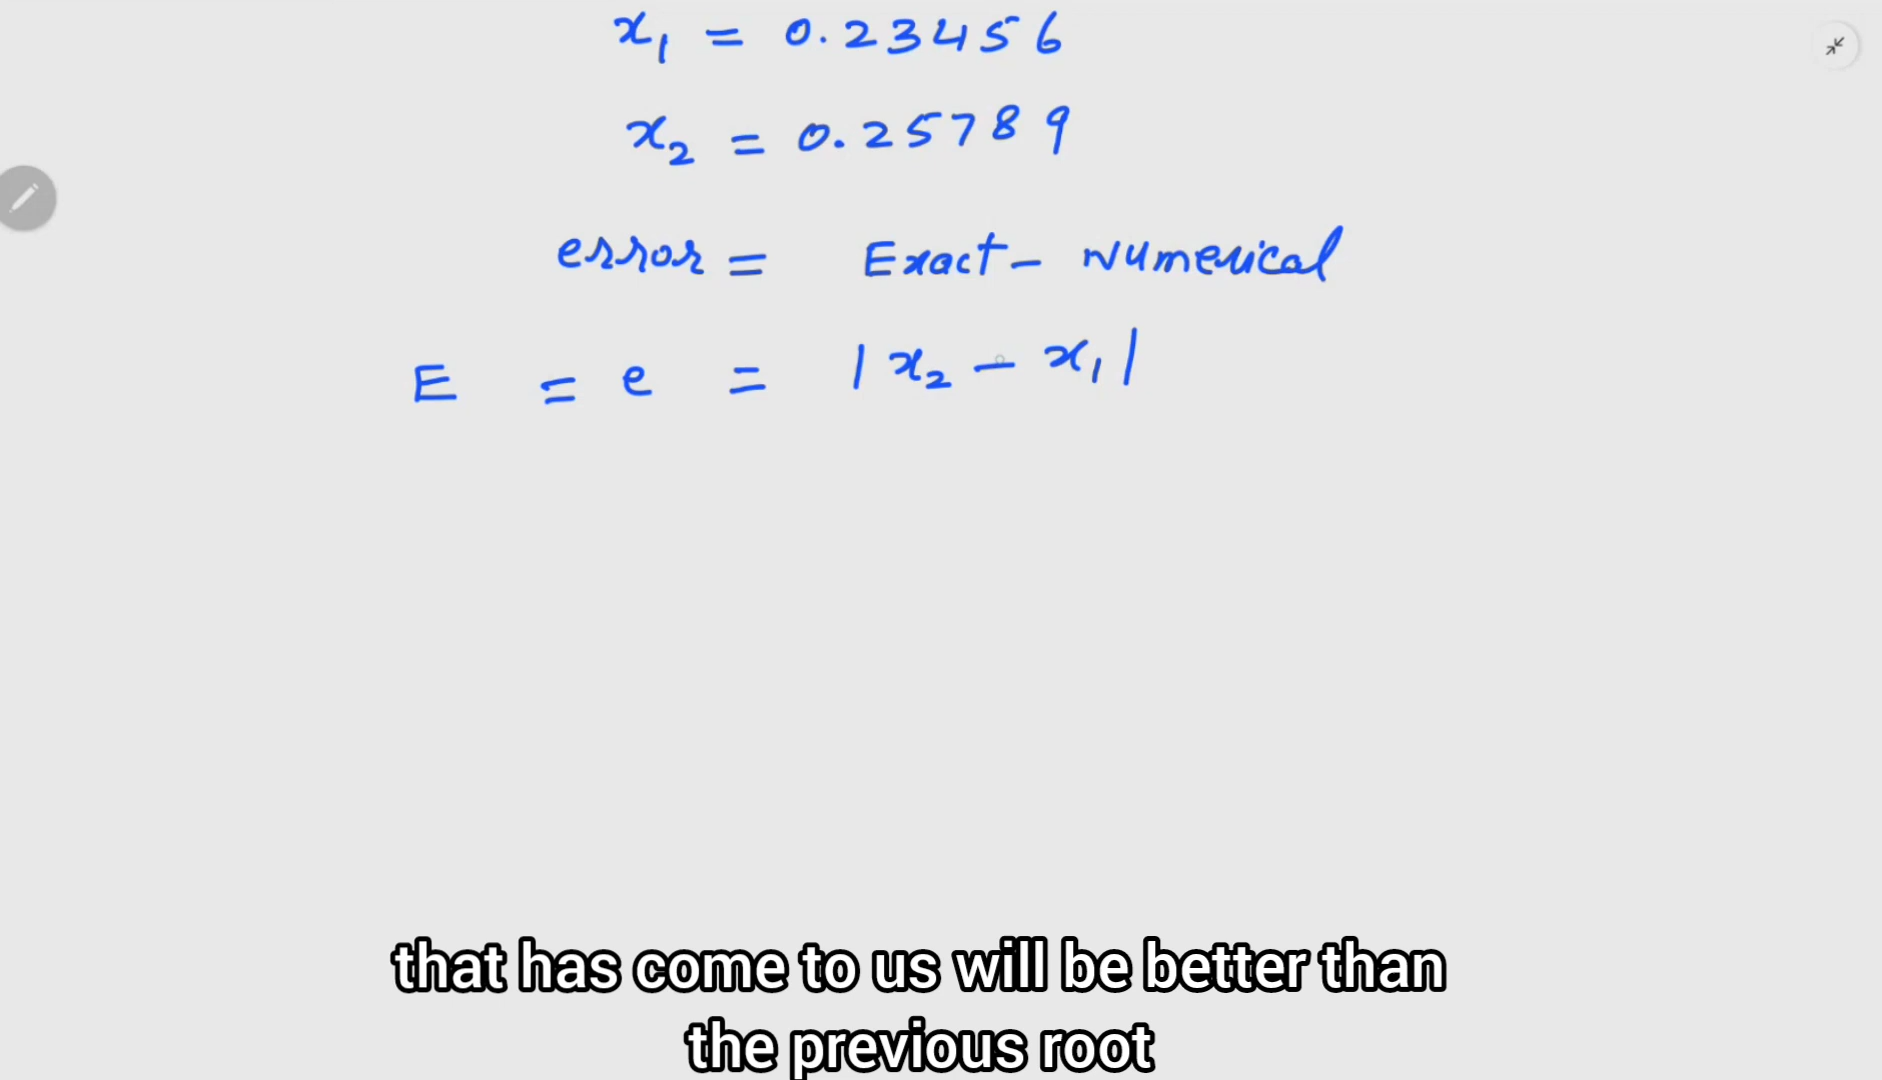 x₁ = 0.23456
x₂ = 0.25789
error = Exact - Numerical
E = e = |x₂ - x₁|
that has come to us will be better than
the previous root